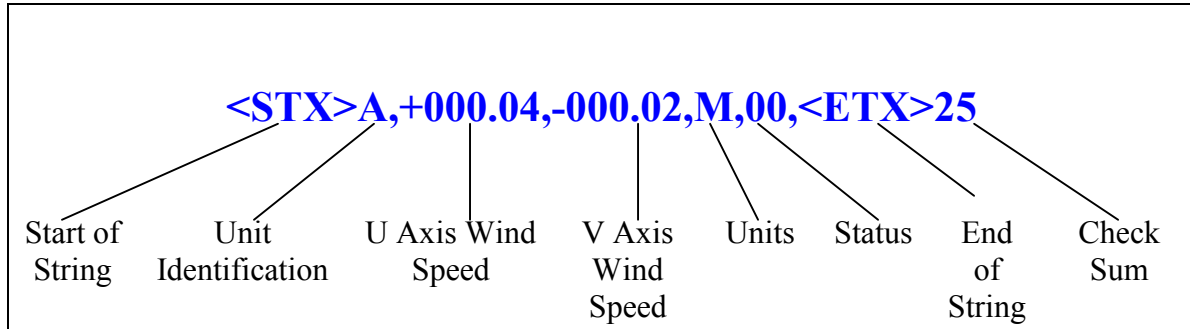 <STX>A,+000.04,-000.02,M,00,<ETX>25
Start of
String
Unit
Identification
U Axis Wind
Speed
V Axis
Wind
Speed
Units
Status
End
of
String
Check
Sum